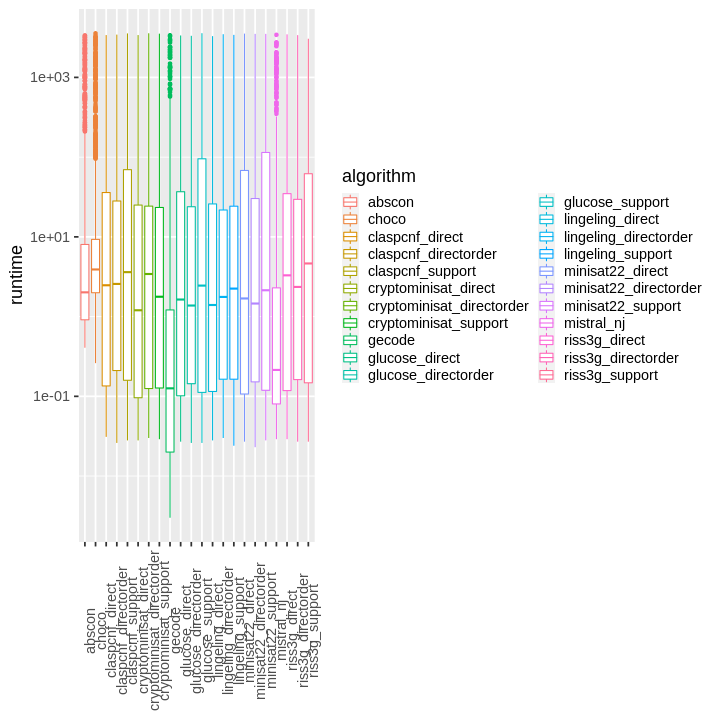 runtime
1e+03
1e+01
1e-01
abscon
choco
claspcnf_direct
claspcnf_directorder
claspcnf_support
cryptominisat_direct
cryptominisat_directorder
cryptominisat_support
gecode
glucose_direct
glucose_directorder
glucose_support
lingeling_direct
lingeling_directorder
lingeling_support
minisat22_direct
minisat22_directorder
minisat22_support
mistral_nj
riss3g_direct
riss3g_directorder
riss3g_support
algorithm
abscon
choco
claspcnf_direct
claspcnf_directorder
claspcnf_support
cryptominisat_direct
cryptominisat_directorder
cryptominisat_support
gecode
glucose_direct
glucose_directorder
glucose_support
lingeling_direct
lingeling_directorder
lingeling_support
minisat22_direct
minisat22_directorder
minisat22_support
mistral_nj
riss3g_direct
riss3g_directorder
riss3g_support